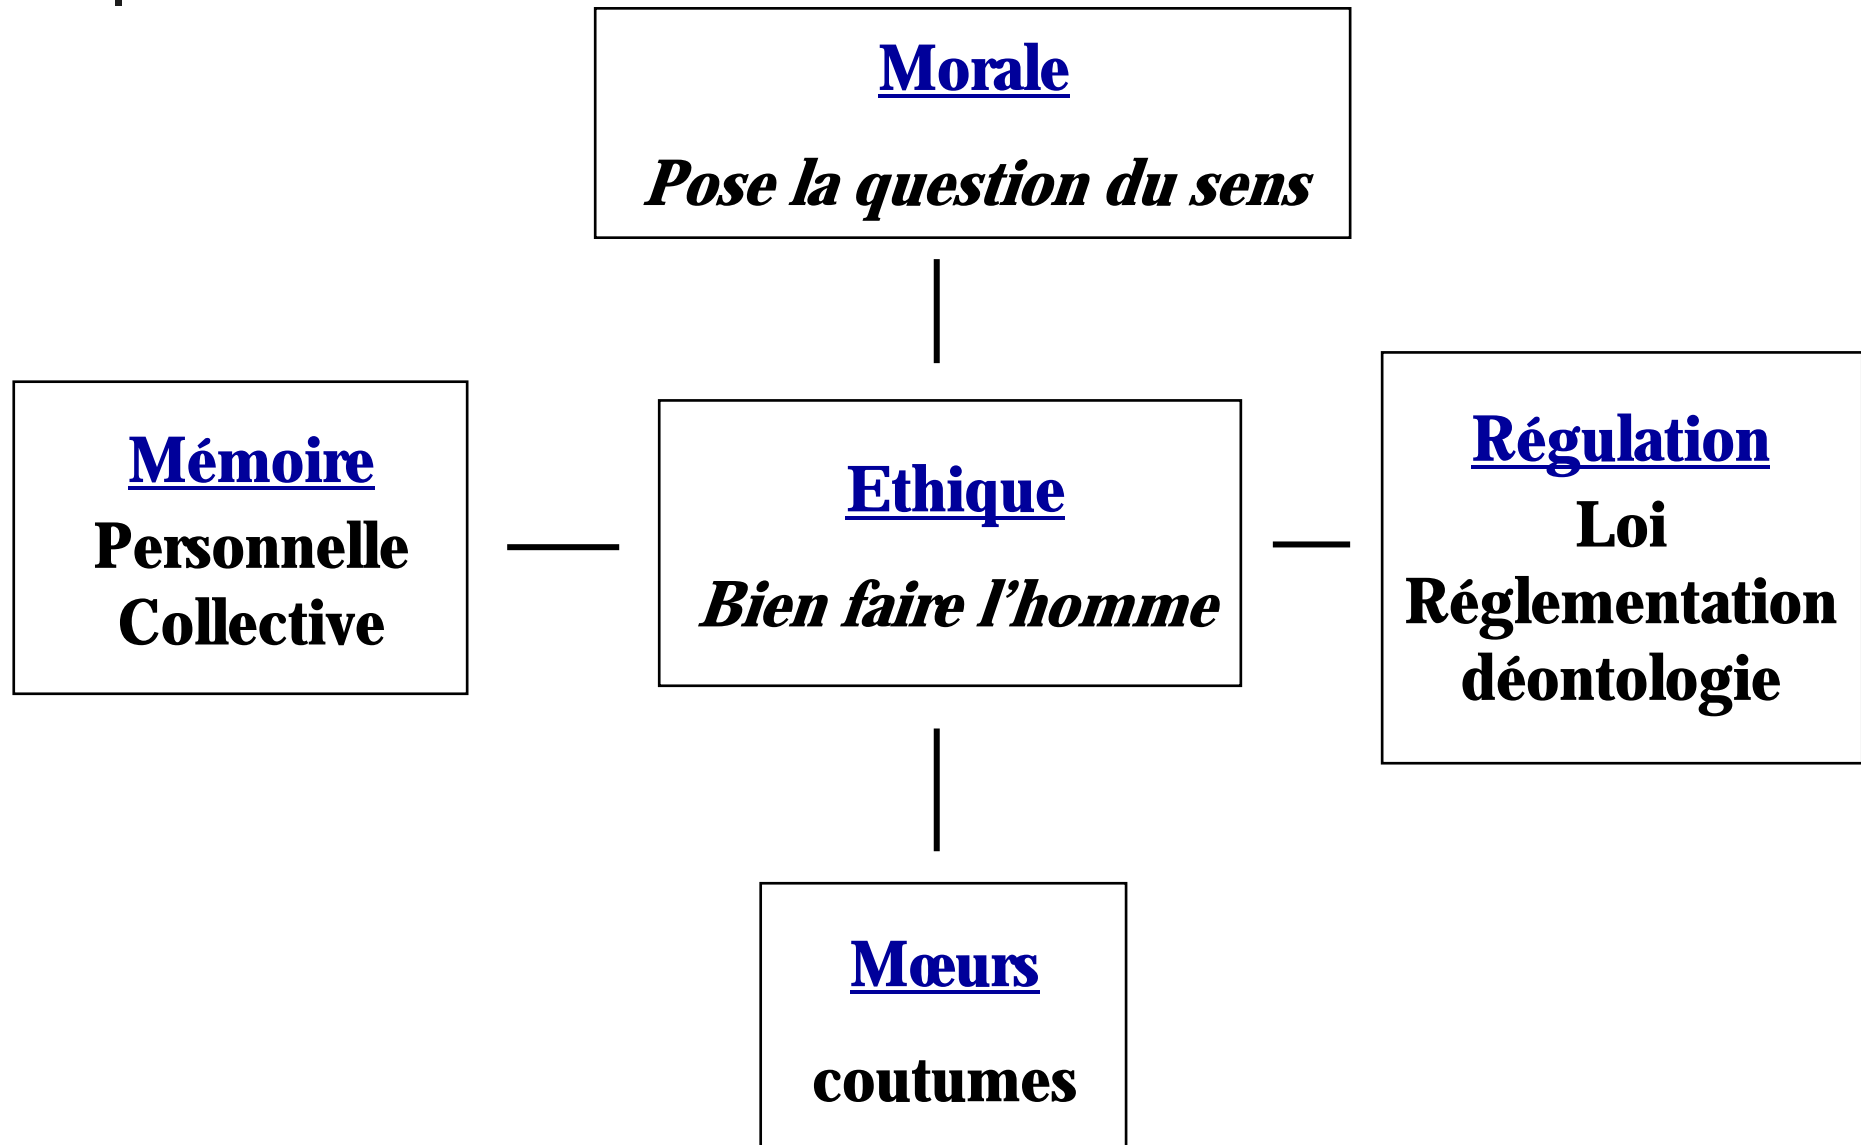 Morale
Pose la question du sens
Mémoire
Personnelle
Collective
Ethique
Bien faire l’homme
Régulation
Loi
Réglementation
déontologie
Mœurs
coutumes